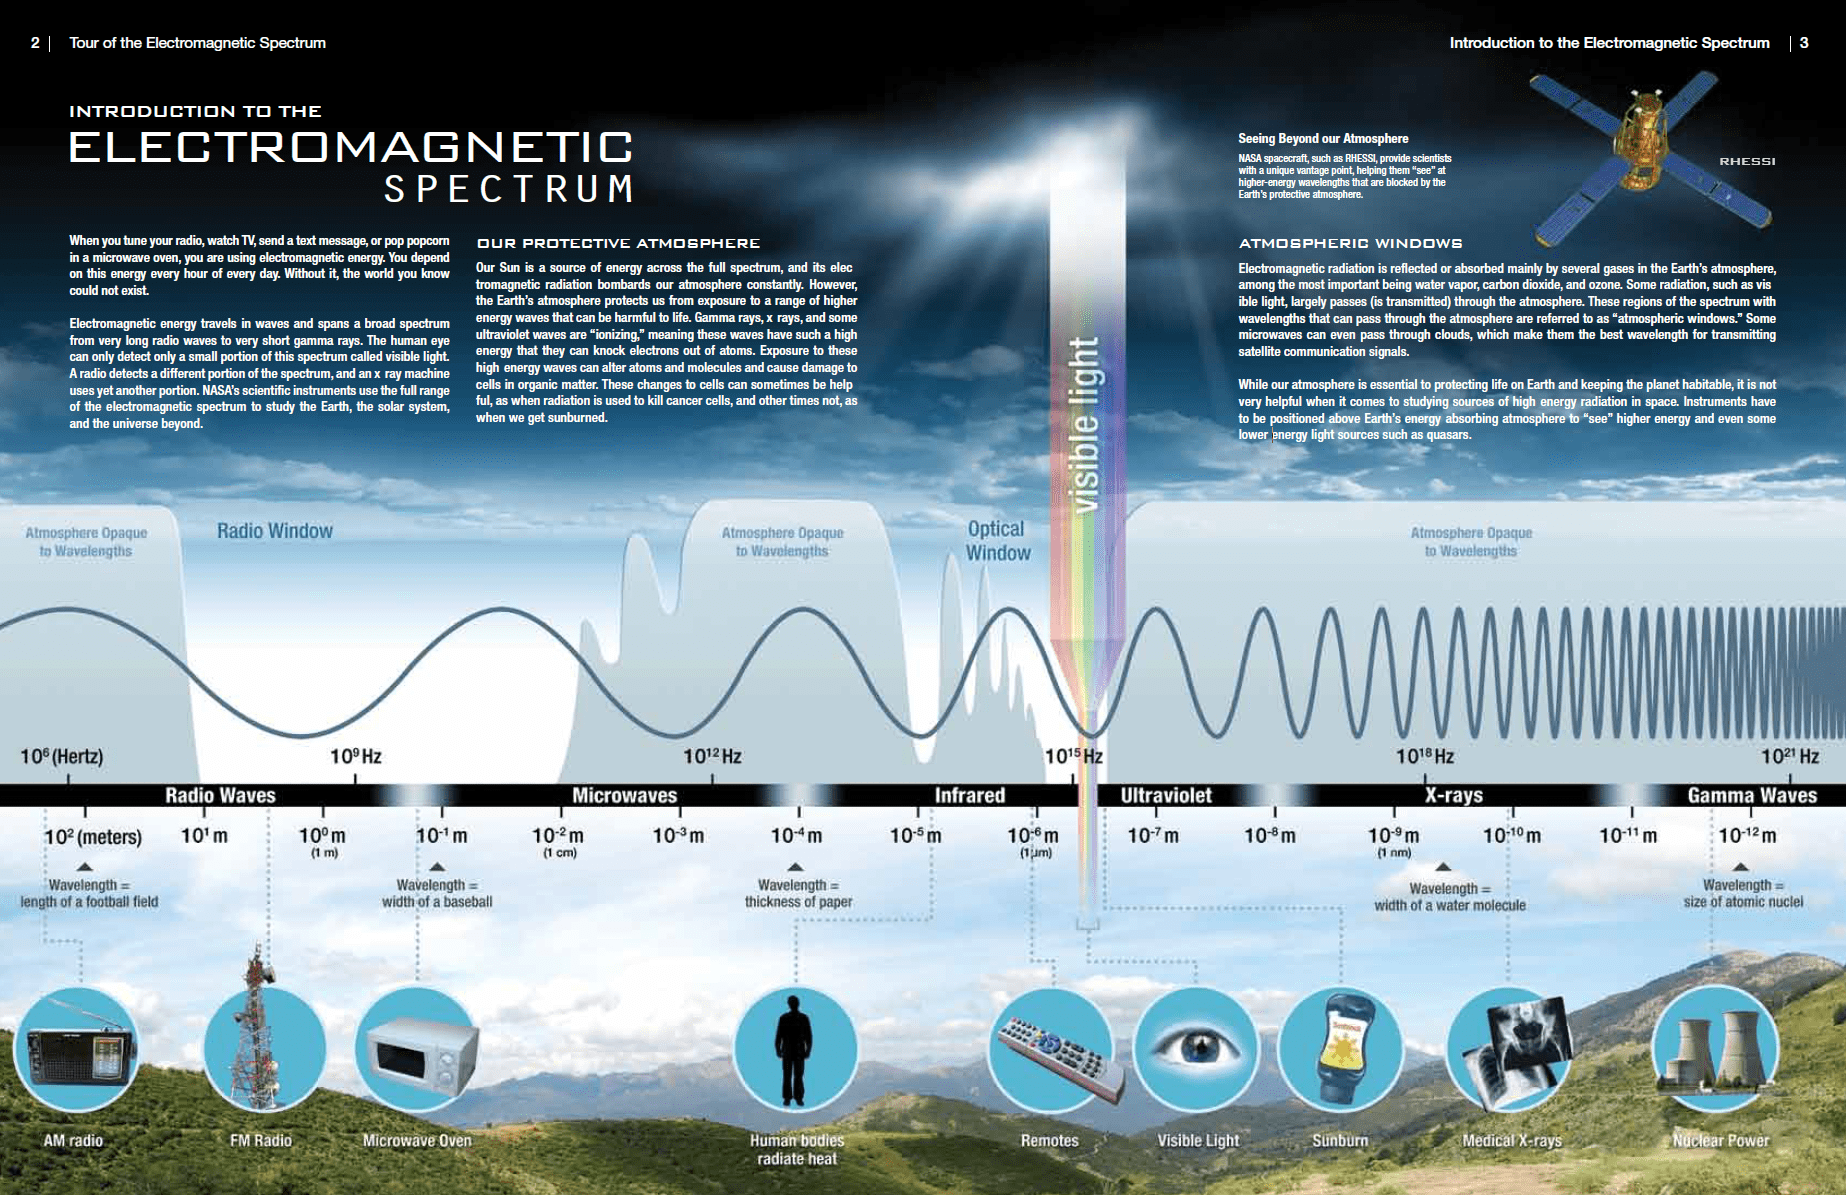 2 | Tour of the Electromagnetic Spectrum
Introduction to the Electromagnetic Spectrum | 3
INTRODUCTION TO THE
ELECTROMAGNETIC
SPECTRUM
When you tune your radio, watch TV, send a text message, or pop popcorn
in a microwave oven, you are using electromagnetic energy. You depend
on this energy every hour of every day. Without it, the world you know
could not exist.
Electromagnetic energy travels in waves and spans a broad spectrum
from very long radio waves to very short gamma rays. The human eye
can only detect only a small portion of this spectrum called visible light.
A radio detects a different portion of the spectrum, and an x ray machine
uses yet another portion. NASA's scientific instruments use the full range
of the electromagnetic spectrum to study the Earth, the solar system,
and the universe beyond.
OUR PROTECTIVE ATMOSPHERE
Our Sun is a source of energy across the full spectrum, and its elec
tromagnetic radiation bombards our atmosphere constantly. However,
the Earth's atmosphere protects us from exposure to a range of higher
energy waves that can be harmful to life. Gamma rays, x rays, and some
ultraviolet waves are “ionizing,” meaning these waves have such a high
energy that they can knock electrons out of atoms. Exposure to these
high energy waves can alter atoms and molecules and cause damage to
cells in organic matter. These changes to cells can sometimes be help
ful, as when radiation is used to kill cancer cells, and other times not, as
when we get sunburned.
Seeing Beyond our Atmosphere
NASA spacecraft, such as RHESSI, provide scientists
with a unique vantage point, helping them “see” at
higher-energy wavelengths that are blocked by the
Earth's protective atmosphere.
RHESSI
ATMOSPHERIC WINDOWS
Electromagnetic radiation is reflected or absorbed mainly by several gases in the Earth's atmosphere,
among the most important being water vapor, carbon dioxide, and ozone. Some radiation, such as vis
ible light, largely passes (is transmitted) through the atmosphere. These regions of the spectrum with
wavelengths that can pass through the atmosphere are referred to as “atmospheric windows.” Some
microwaves can even pass through clouds, which make them the best wavelength for transmitting
satellite communication signals.
While our atmosphere is essential to protecting life on Earth and keeping the planet habitable, it is not
very helpful when it comes to studying sources of high energy radiation in space. Instruments have
to be positioned above Earth's energy absorbing atmosphere to “see” higher energy and even some
lower energy light sources such as quasars.
visible light
Atmosphere Opaque
to Wavelengths
Radio Window
Atmosphere Opaque
to Wavelengths
Optical
Window
Atmosphere Opaque
to Wavelengths
10⁶ (Hertz)
10⁹ Hz
10¹² Hz
10¹⁵ Hz
10¹⁸ Hz
10²¹ Hz
Radio Waves
Microwaves
Infrared
Ultraviolet
X-rays
Gamma Waves
10² (meters)
10¹ m
10⁰ m
(1 m)
10⁻¹ m
10⁻² m
(1 cm)
10⁻³ m
10⁻⁴ m
10⁻⁵ m
10⁻⁶ m
(1 µm)
10⁻⁷ m
10⁻⁸ m
10⁻⁹ m
(1 nm)
10⁻¹⁰ m
10⁻¹¹ m
10⁻¹² m
Wavelength =
length of a football field
Wavelength =
width of a baseball
Wavelength =
thickness of paper
Wavelength =
width of a water molecule
Wavelength =
size of atomic nuclei
AM radio
FM Radio
Microwave Oven
Human bodies
radiate heat
Remotes
Visible Light
Sunburn
Medical X-rays
Nuclear Power